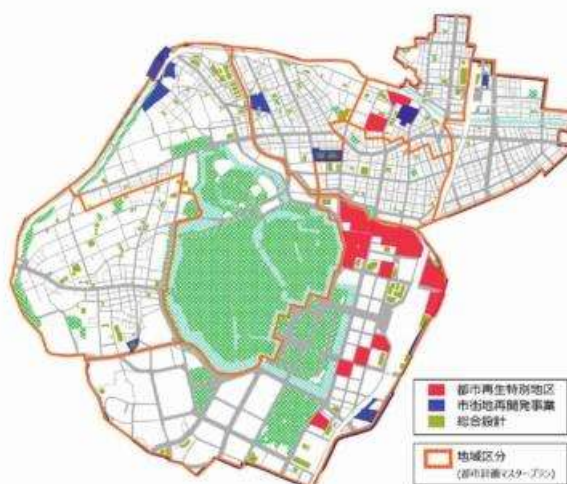 都市再生特別地区
市街地再開発事業
総合設計
地域区分
(都市計画マスタープラン)